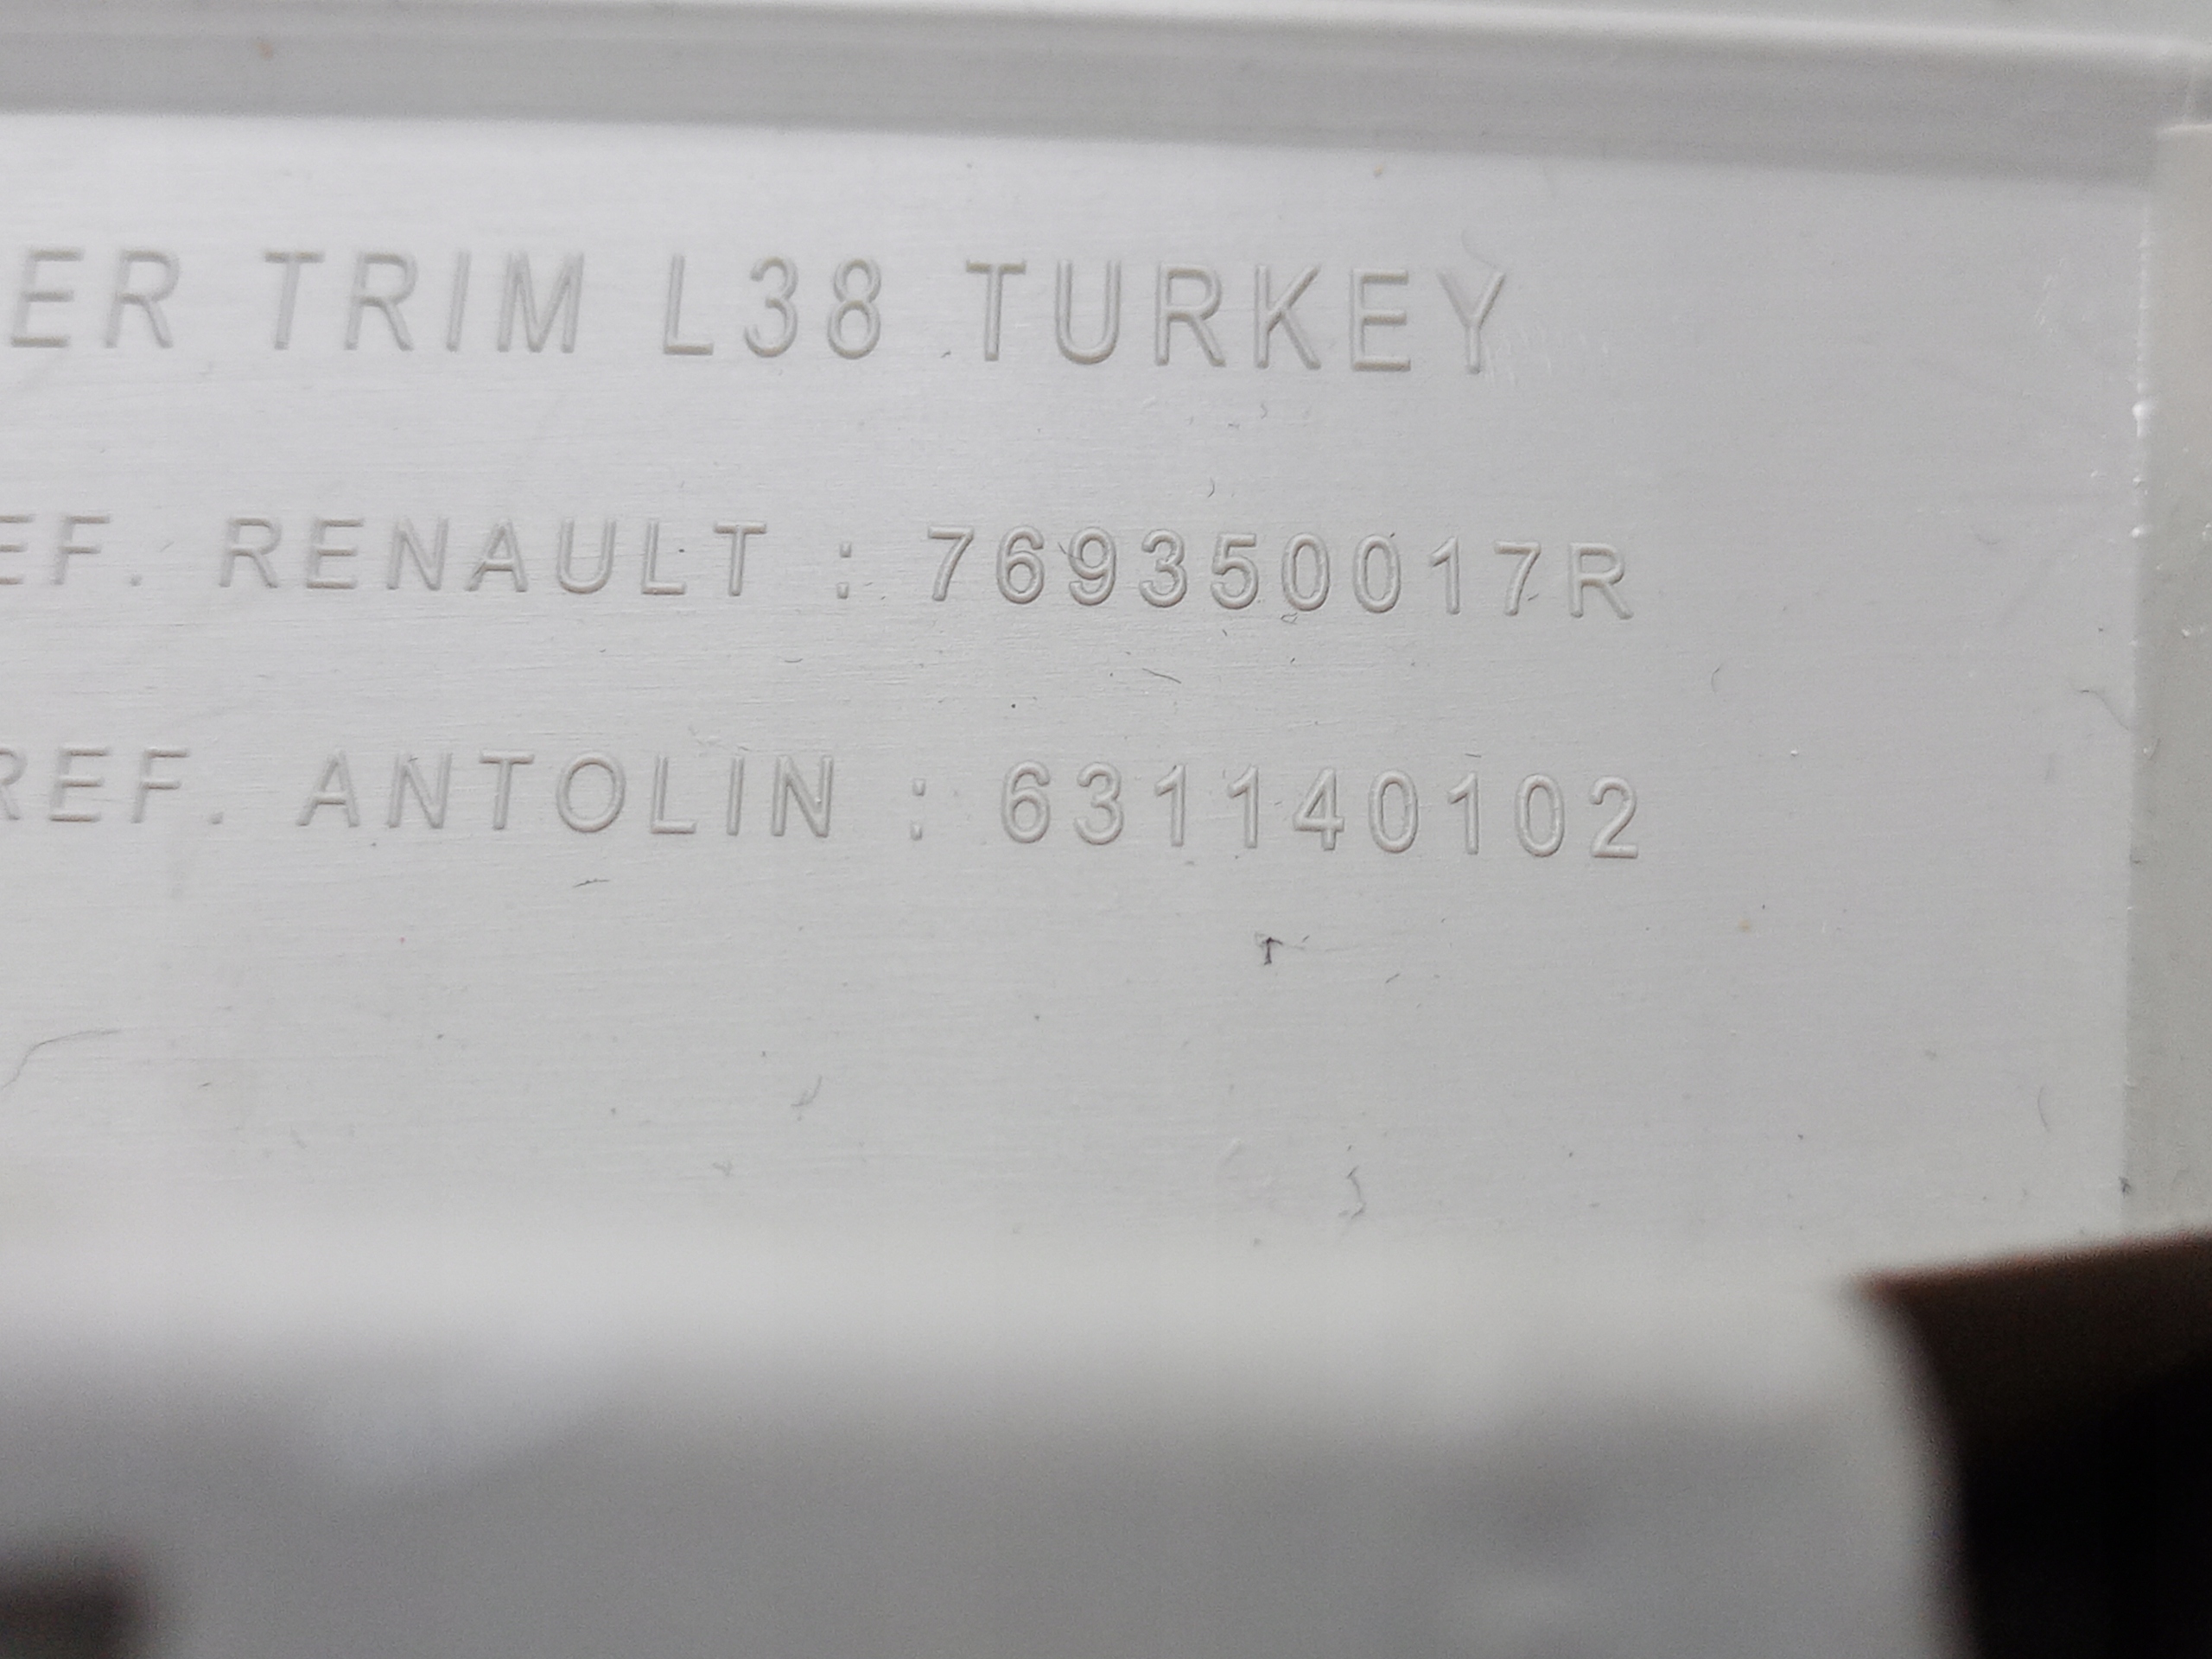 ER TRIM L38 TURKEY
EF. RENAULT : 769350017R
REF. ANTOLIN : 631140102